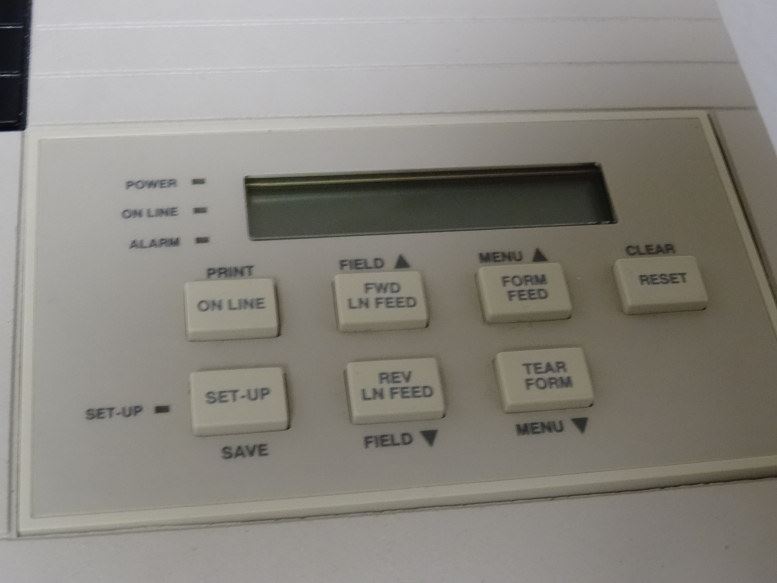 POWER
ON LINE
ALARM
PRINT
FIELD ▲
MENU ▲
CLEAR
ON LINE
FWD
LN FEED
FORM
FEED
RESET
SET-UP
SET-UP
REV
LN FEED
TEAR
FORM
SAVE
FIELD ▼
MENU ▼